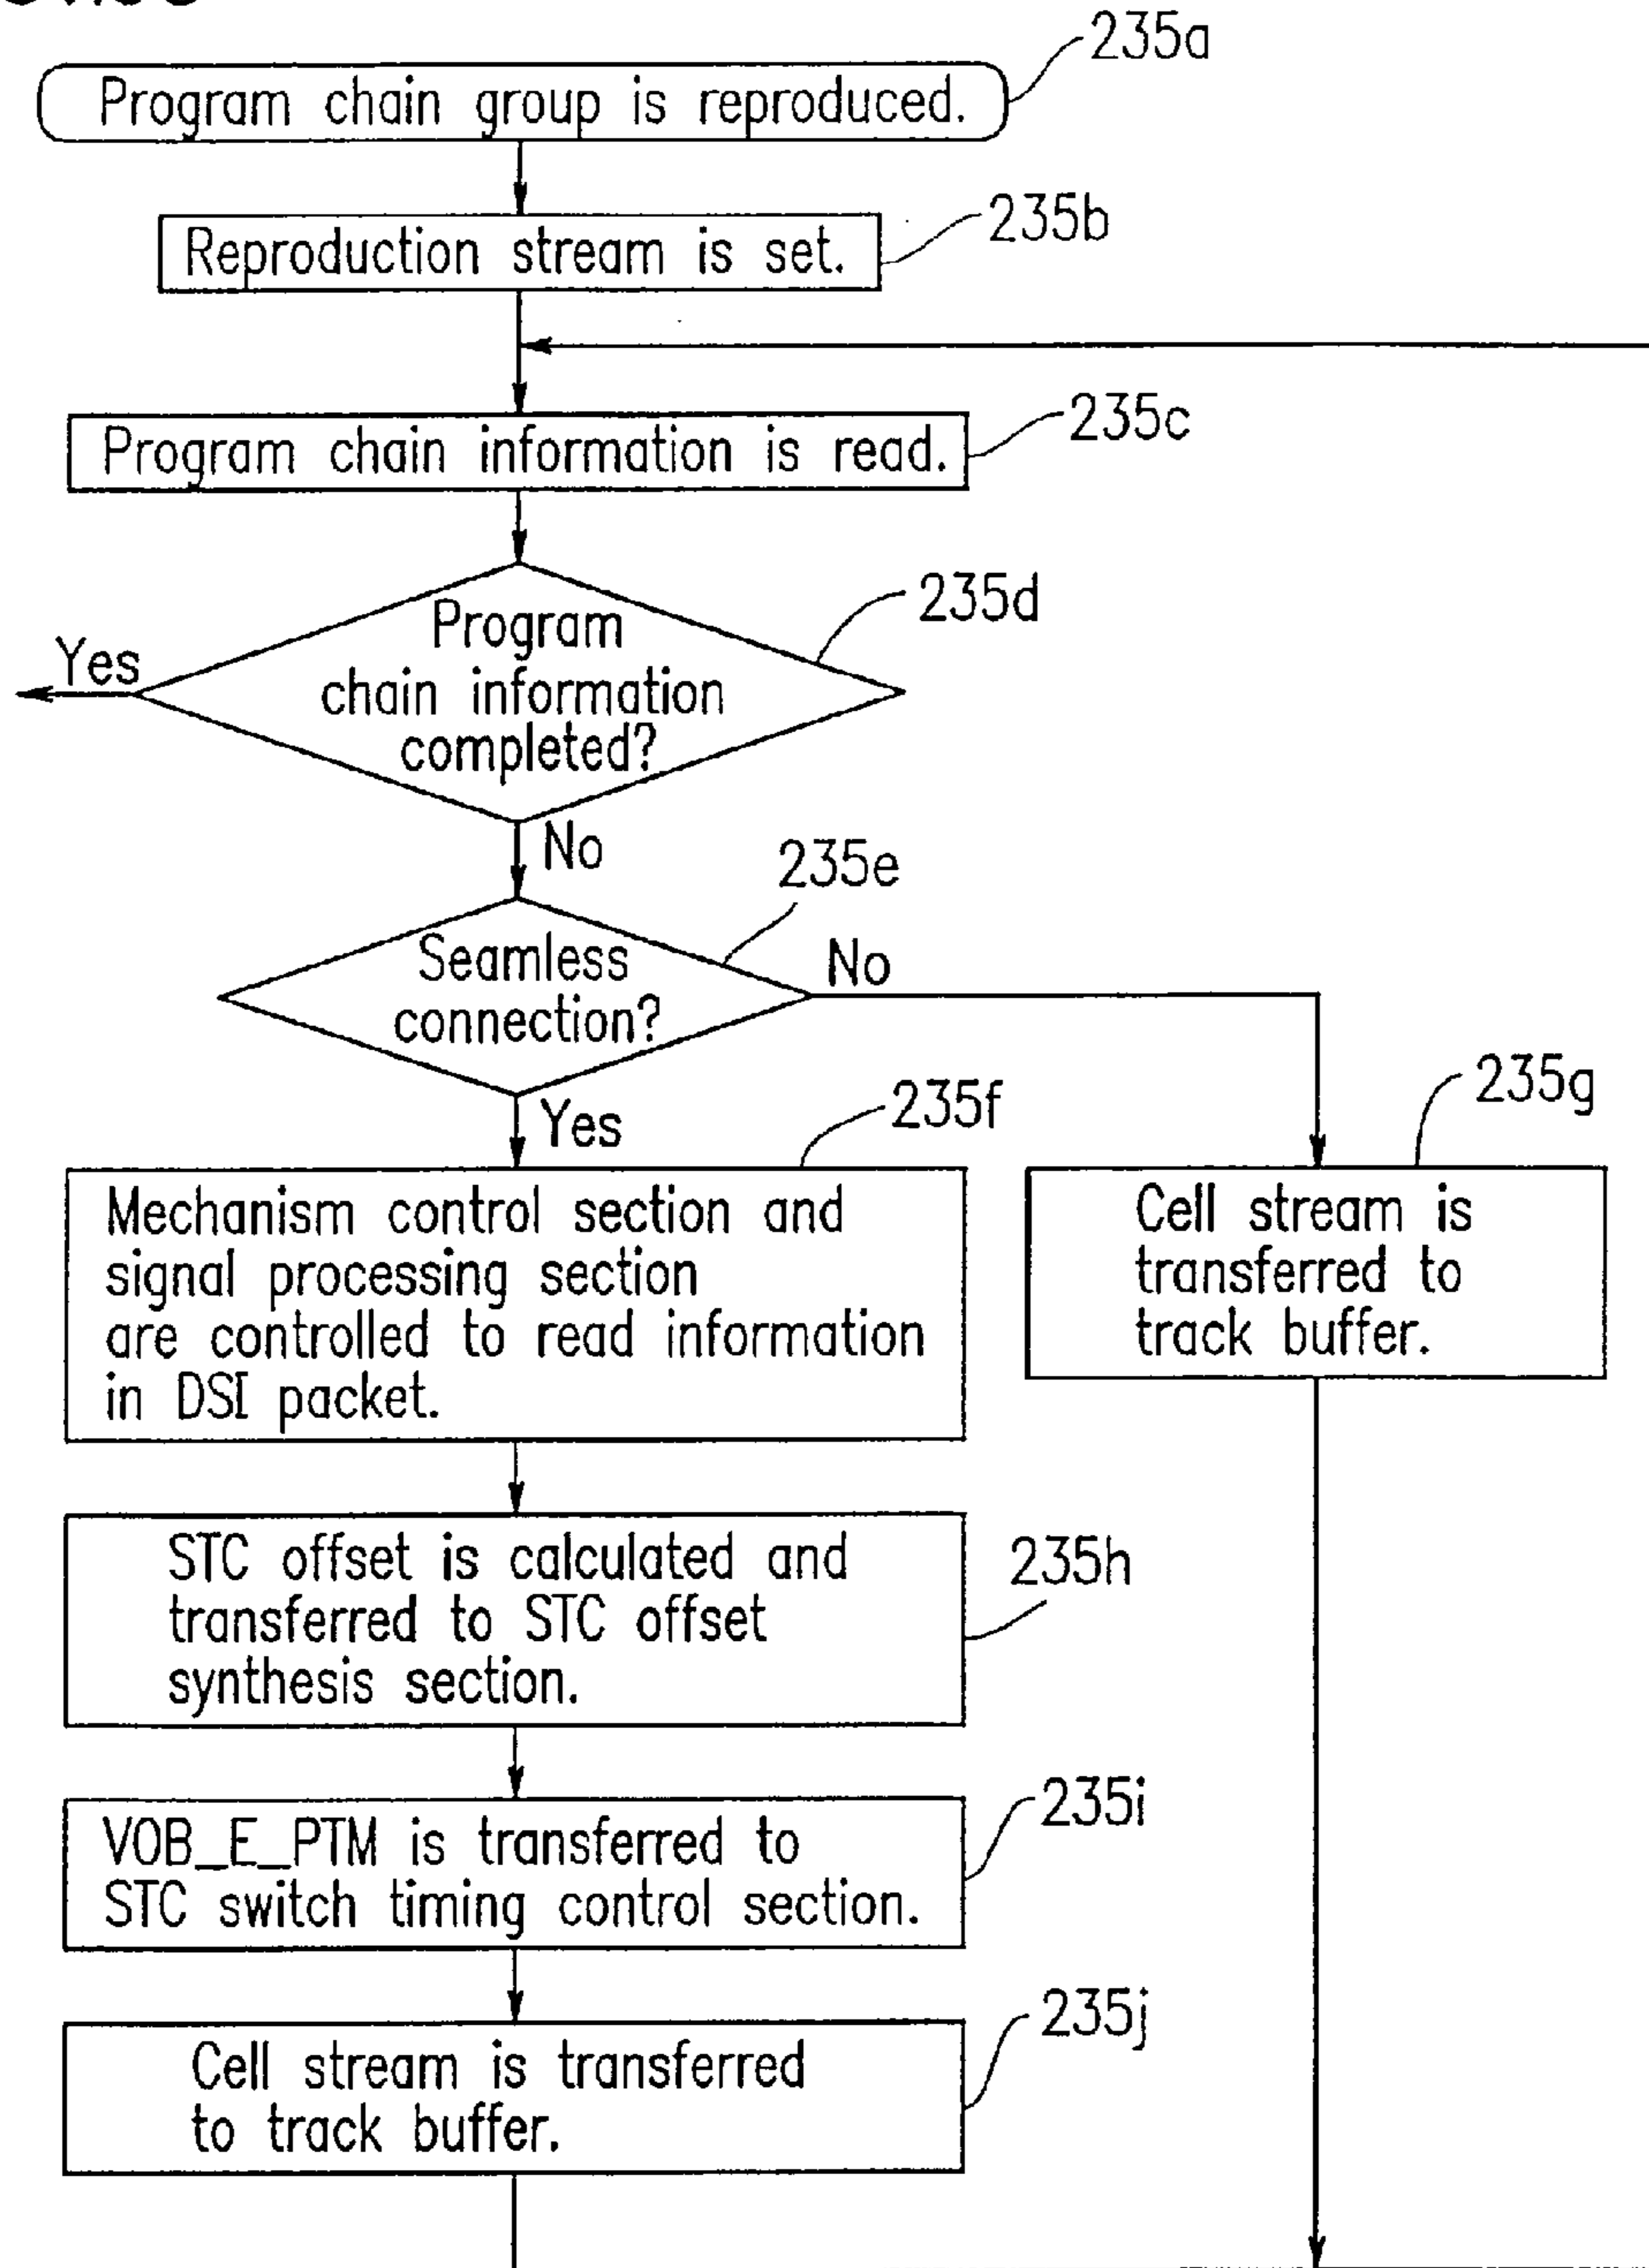 235a
Program chain group is reproduced.
235b
Reproduction stream is set.
235c
Program chain information is read.
235d
Program
chain information
completed?
Yes
No
235e
Seamless
connection?
No
Yes
235f
Mechanism control section and
signal processing section
are controlled to read information
in DSI packet.
235g
Cell stream is
transferred to
track buffer.
235h
STC offset is calculated and
transferred to STC offset
synthesis section.
235i
VOB_E_PTM is transferred to
STC switch timing control section.
235j
Cell stream is transferred
to track buffer.